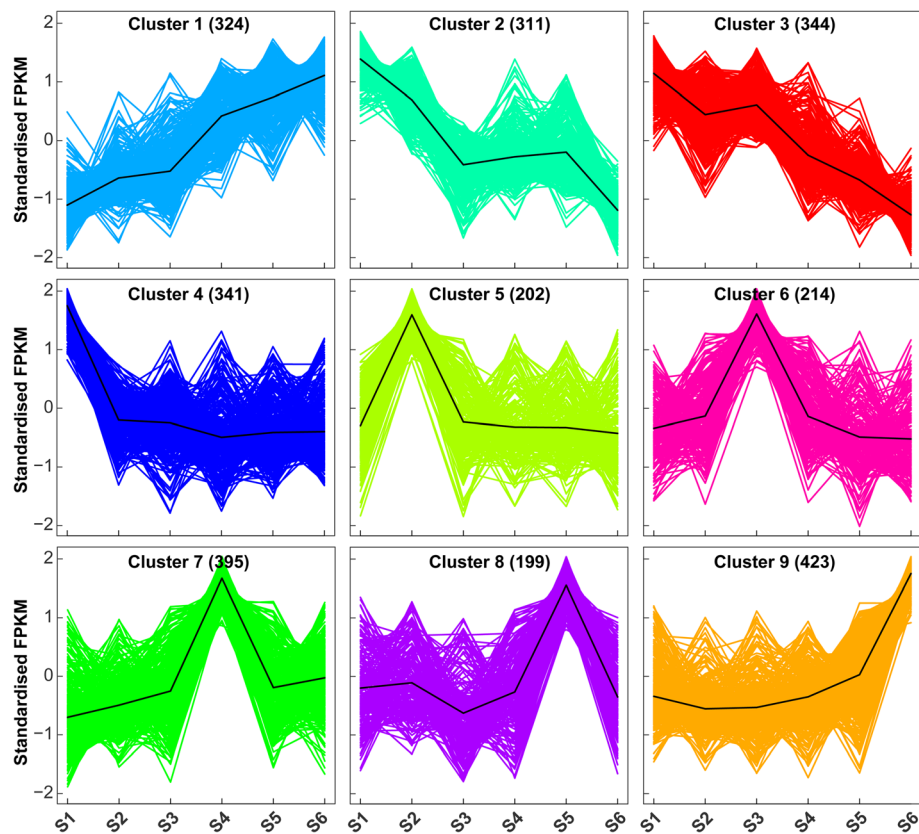 Cluster 1 (324)
Cluster 2 (311)
Cluster 3 (344)
Standardised FPKM
2
1
0
−1
−2
Cluster 4 (341)
Cluster 5 (202)
Cluster 6 (214)
Standardised FPKM
2
1
0
−1
−2
Cluster 7 (395)
Cluster 8 (199)
Cluster 9 (423)
Standardised FPKM
2
1
0
−1
−2
S1 S2 S3 S4 S5 S6
S1 S2 S3 S4 S5 S6
S1 S2 S3 S4 S5 S6